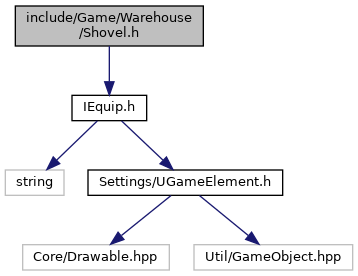 include/Game/Warehouse
/Shovel.h
IEquip.h
string
Settings/UGameElement.h
Core/Drawable.hpp
Util/GameObject.hpp